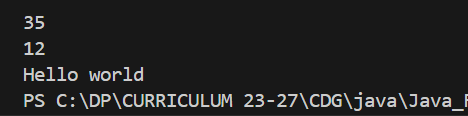 35
12
Hello world
PS C:\DP\CURRICULUM 23-27\CDG\java\Java_